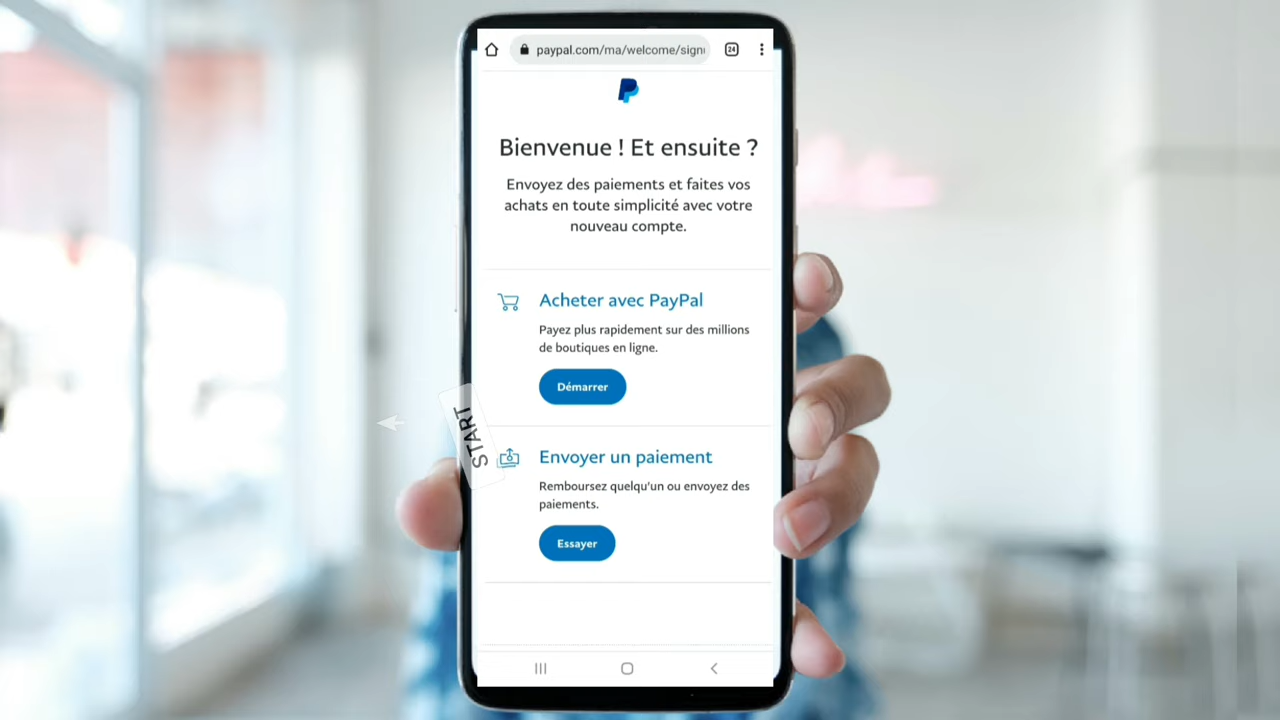 paypal.com/ma/welcome/sign
24
Bienvenue ! Et ensuite ?
Envoyez des paiements et faites vos
achats en toute simplicité avec votre
nouveau compte.
Acheter avec PayPal
Payez plus rapidement sur des millions
de boutiques en ligne.
Démarrer
START
Envoyer un paiement
Remboursez quelqu'un ou envoyez des
paiements.
Essayer